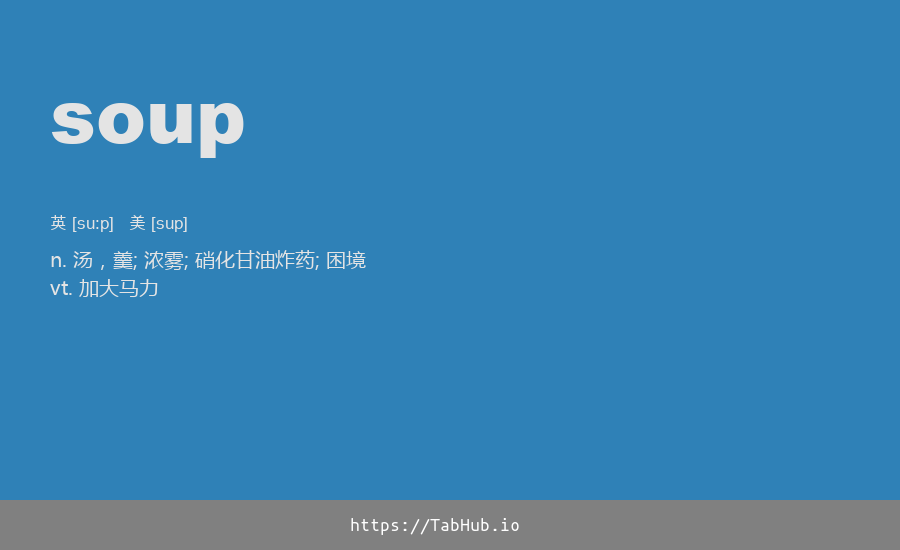 soup
英 [suːp] 美 [sup]
n. 汤，羹; 浓雾; 硝化甘油炸药; 困境
vt. 加大马力
https://TabHub.io